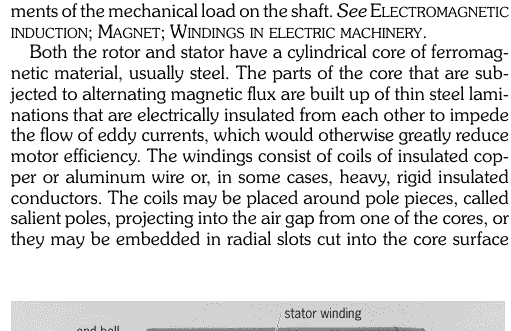 ments of the mechanical load on the shaft. See ELECTROMAGNETIC
INDUCTION; MAGNET; WINDINGS IN ELECTRIC MACHINERY.
Both the rotor and stator have a cylindrical core of ferromag-
netic material, usually steel. The parts of the core that are sub-
jected to alternating magnetic flux are built up of thin steel lami-
nations that are electrically insulated from each other to impede
the flow of eddy currents, which would otherwise greatly reduce
motor efficiency. The windings consist of coils of insulated cop-
per or aluminum wire or, in some cases, heavy, rigid insulated
conductors. The coils may be placed around pole pieces, called
salient poles, projecting into the air gap from one of the cores, or
they may be embedded in radial slots cut into the core surface
stator winding
end bell